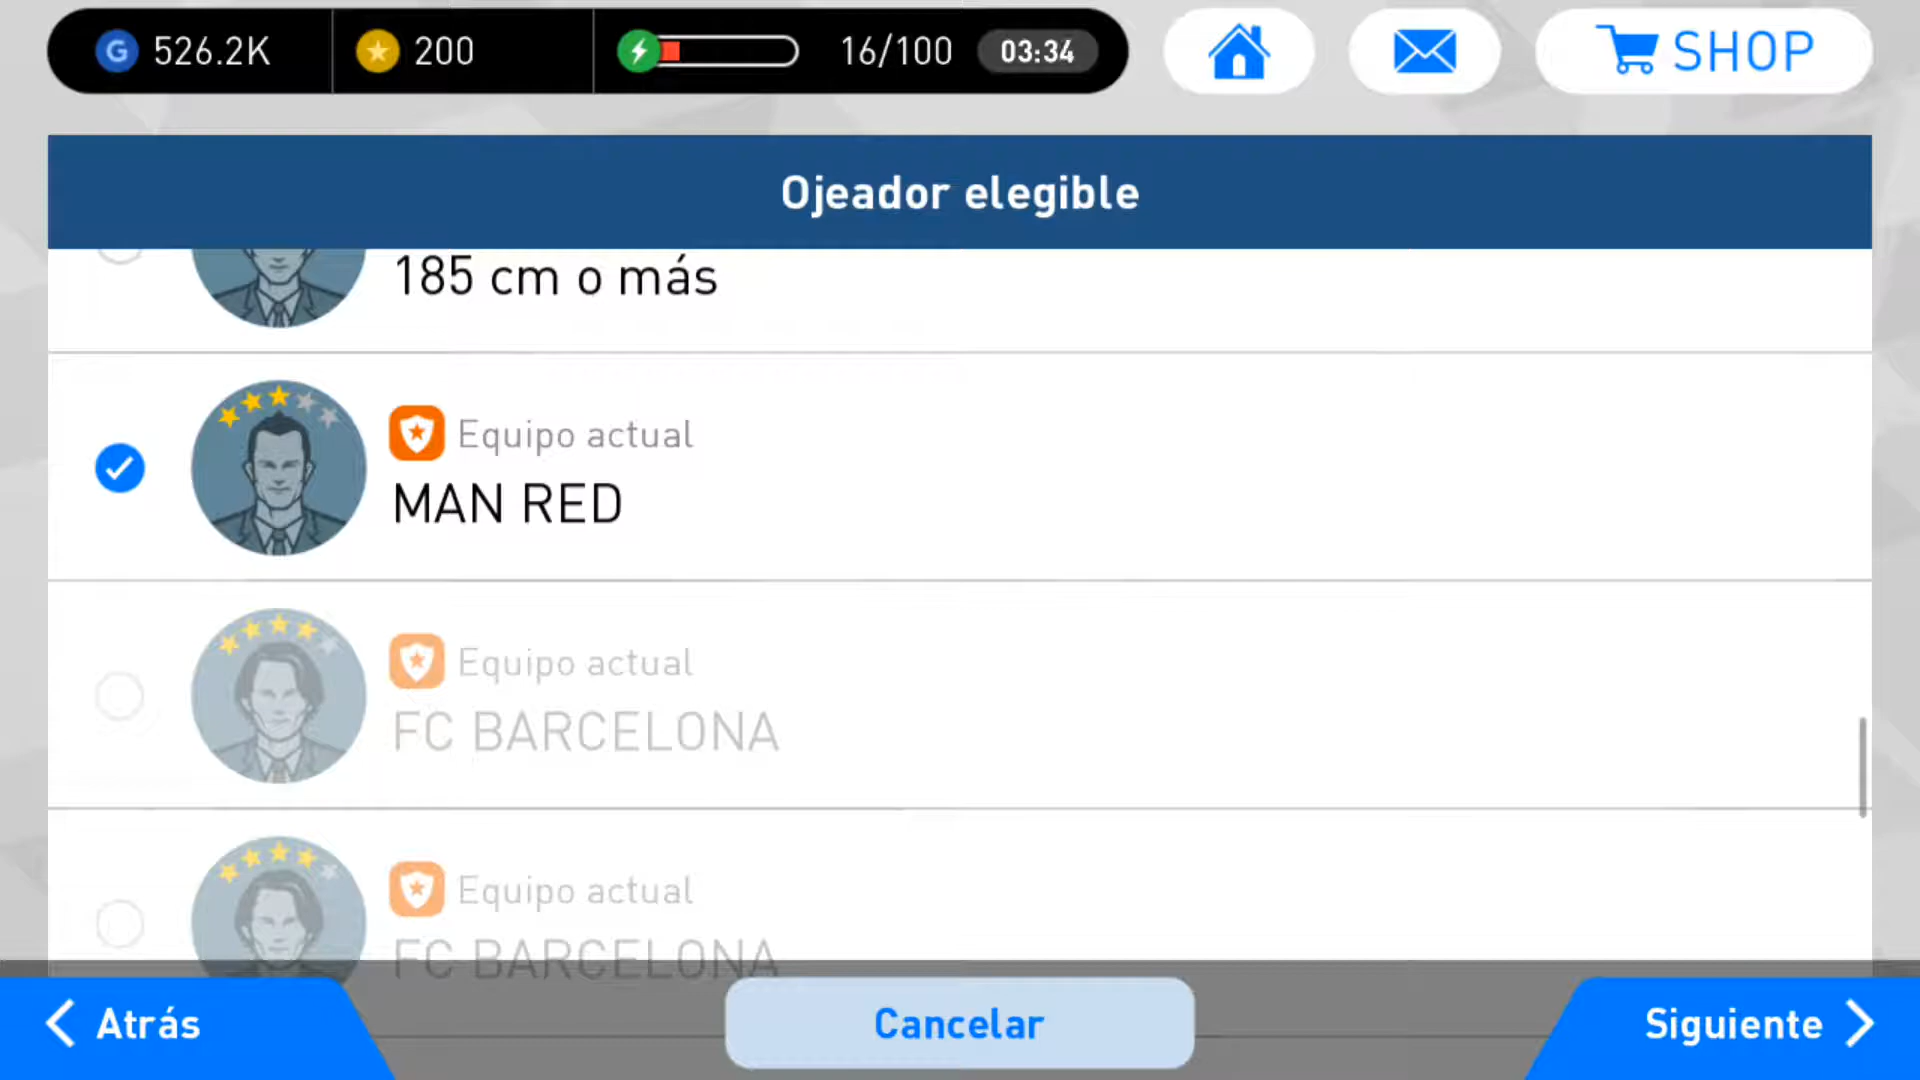 G 526.2K 200 16/100 03:34 SHOP
Ojeador elegible
185 cm o más
Equipo actual
MAN RED
Equipo actual
FC BARCELONA
Equipo actual
FC BARCELONA
Atrás Cancelar Siguiente